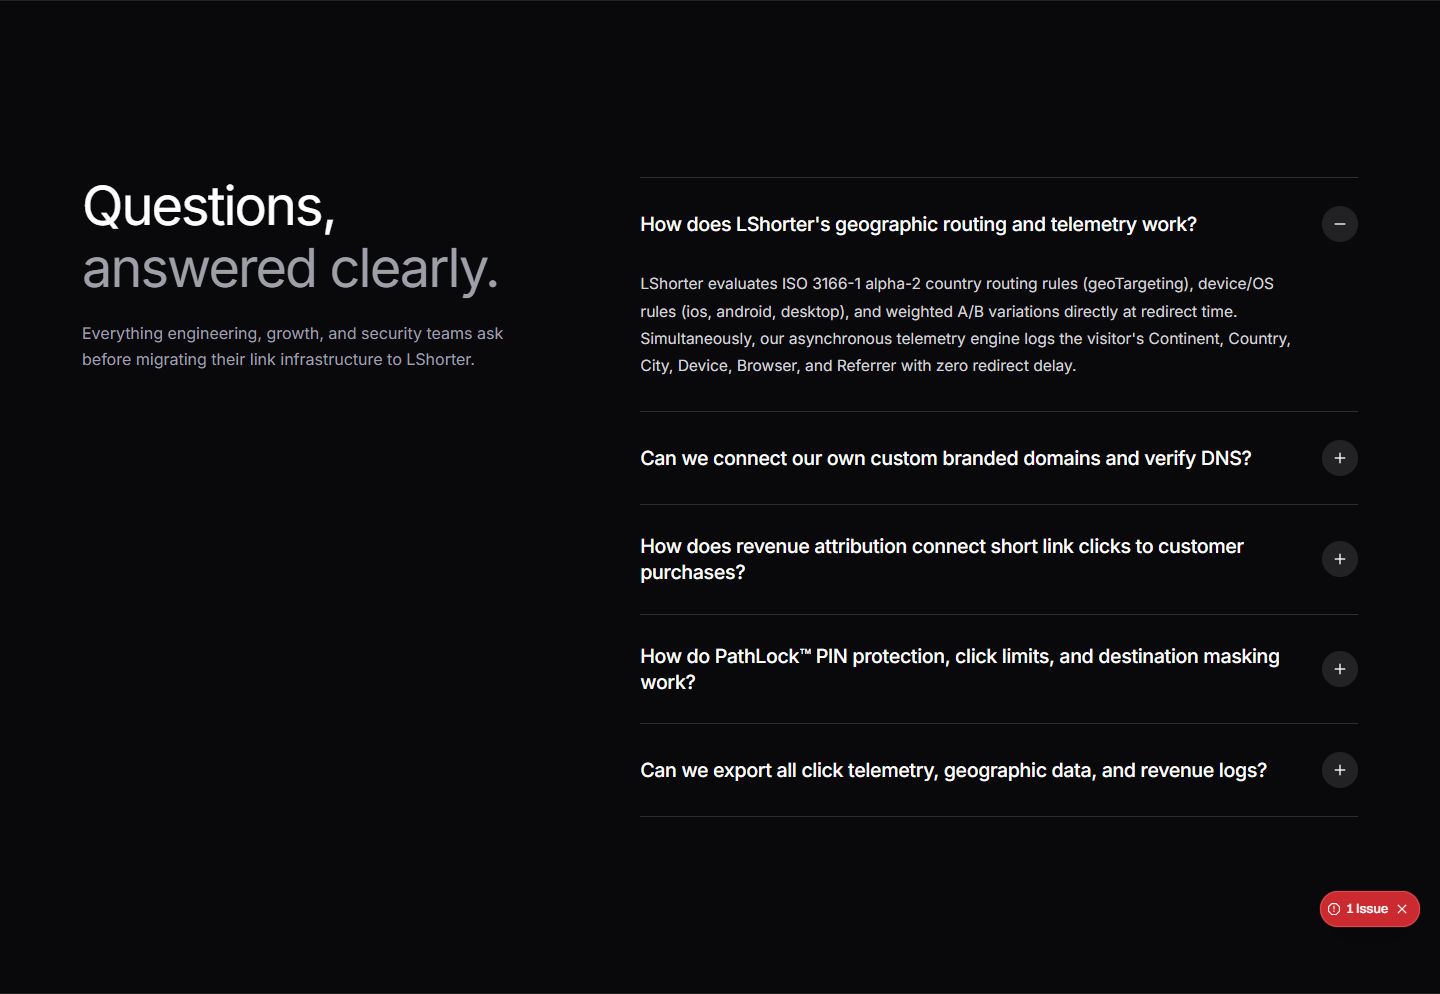 Questions,
answered clearly.
Everything engineering, growth, and security teams ask
before migrating their link infrastructure to LShorter.
How does LShorter's geographic routing and telemetry work?
LShorter evaluates ISO 3166-1 alpha-2 country routing rules (geoTargeting), device/OS
rules (ios, android, desktop), and weighted A/B variations directly at redirect time.
Simultaneously, our asynchronous telemetry engine logs the visitor's Continent, Country,
City, Device, Browser, and Referrer with zero redirect delay.
Can we connect our own custom branded domains and verify DNS?
How does revenue attribution connect short link clicks to customer
purchases?
How do PathLock™ PIN protection, click limits, and destination masking
work?
Can we export all click telemetry, geographic data, and revenue logs?
1 Issue